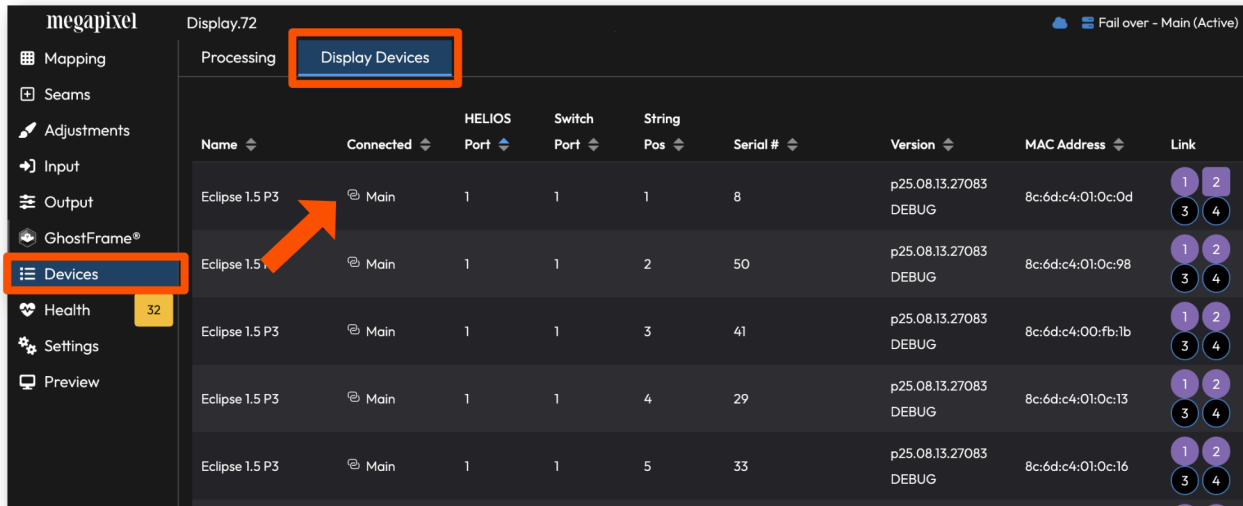 megapixel
Display.72
Fail over - Main (Active)
Mapping
Seams
Adjustments
Input
Output
GhostFrame®
Devices
Health 32
Settings
Preview
Processing Display Devices
HELIOS Switch String
Name Connected Port Port Pos Serial # Version MAC Address Link
Eclipse 1.5 P3 Main 1 1 1 8 p25.08.13.27083 DEBUG 8c:6d:c4:01:0c:0d 1 2 3 4
Eclipse 1.5 Main 1 1 2 50 p25.08.13.27083 DEBUG 8c:6d:c4:01:0c:98 1 2 3 4
Eclipse 1.5 P3 Main 1 1 3 41 p25.08.13.27083 DEBUG 8c:6d:c4:00:fb:1b 1 2 3 4
Eclipse 1.5 P3 Main 1 1 4 29 p25.08.13.27083 DEBUG 8c:6d:c4:01:0c:13 1 2 3 4
Eclipse 1.5 P3 Main 1 1 5 33 p25.08.13.27083 DEBUG 8c:6d:c4:01:0c:16 1 2 3 4